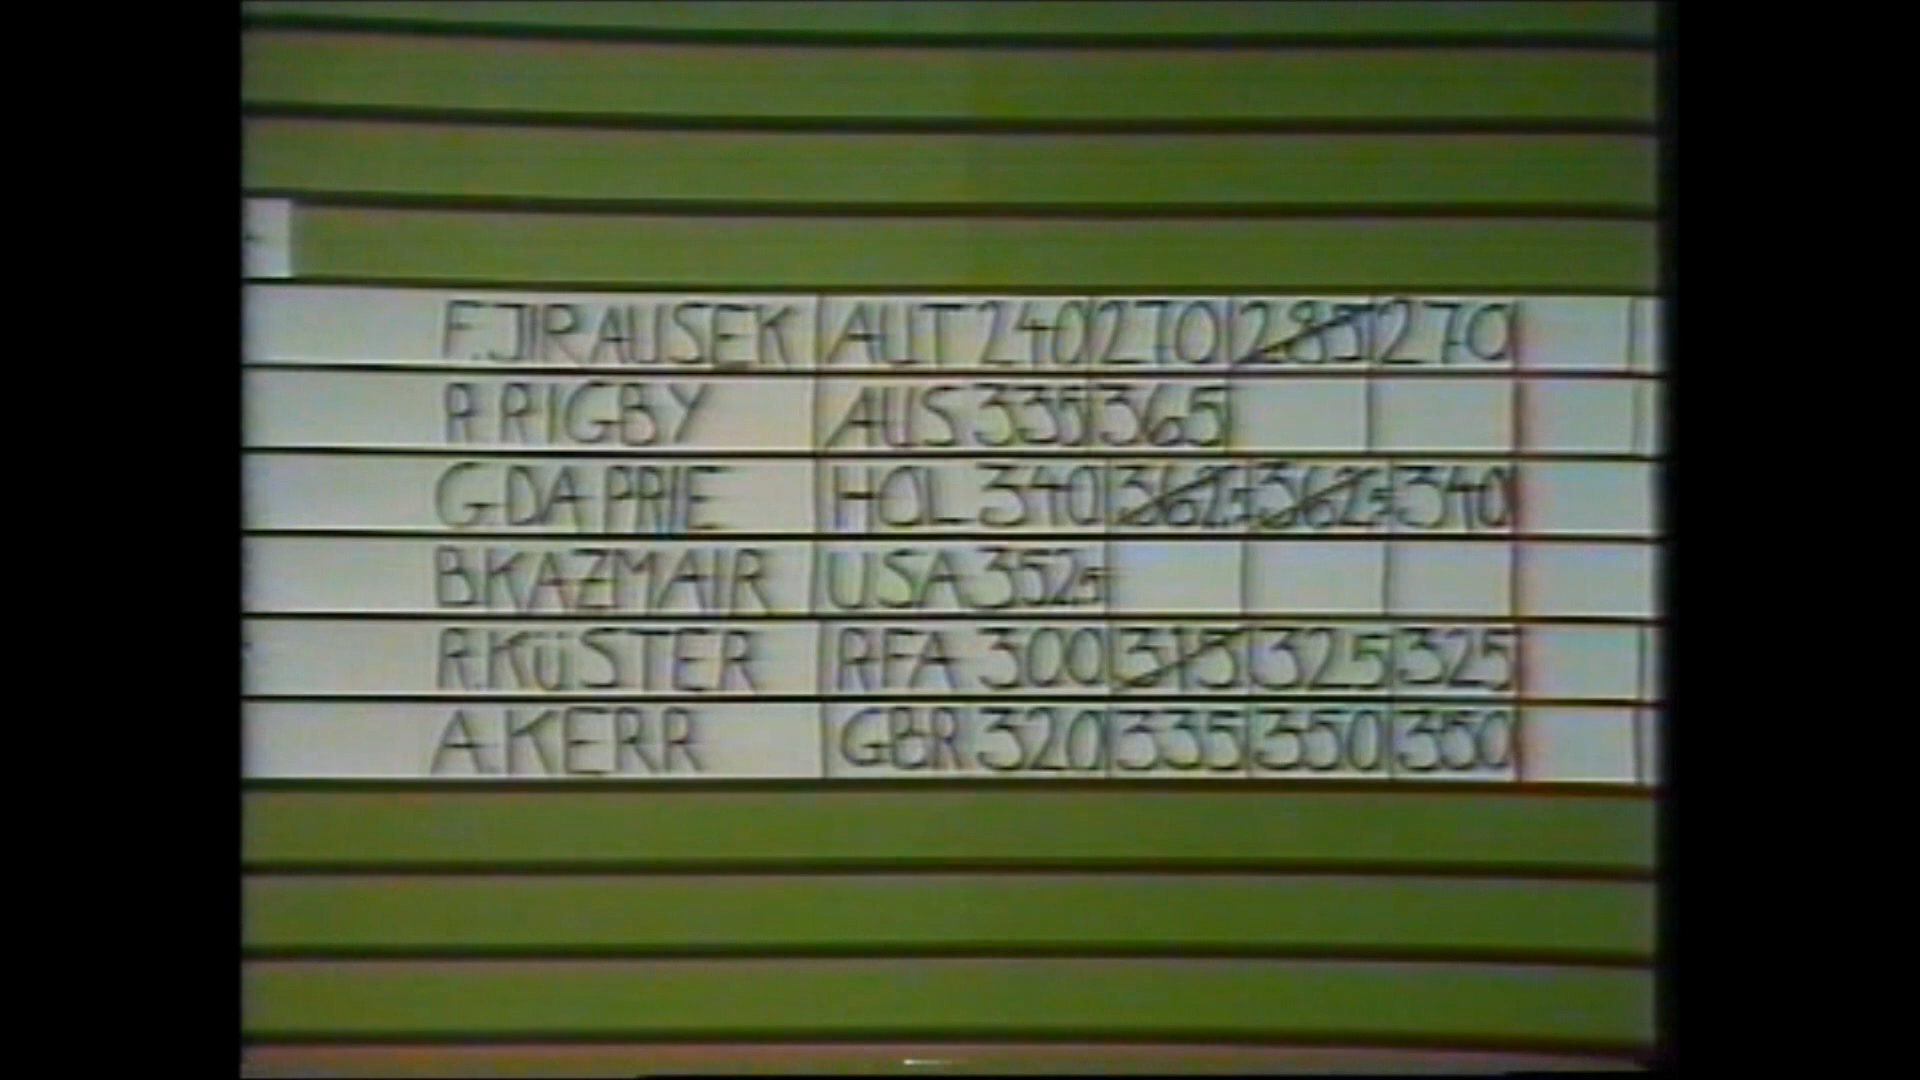 F.JIRAUSEK AUT 240 270 285 270
R.RIGBY AUS 335 365
G.DA PRIE HOL 340 362.5 362.5 340
B.KAZMAIR USA 352.5
R.KüSTER RFA 300 315 325 325
A.KERR GBR 320 335 350 350